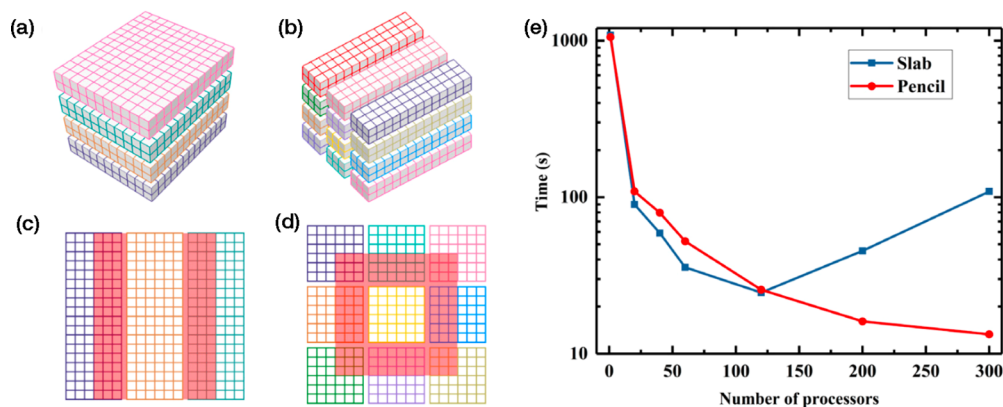 (a)
(b)
(c)
(d)
(e)
1000
100
10
Time (s)
Slab
Pencil
0 50 100 150 200 250 300
Number of processors